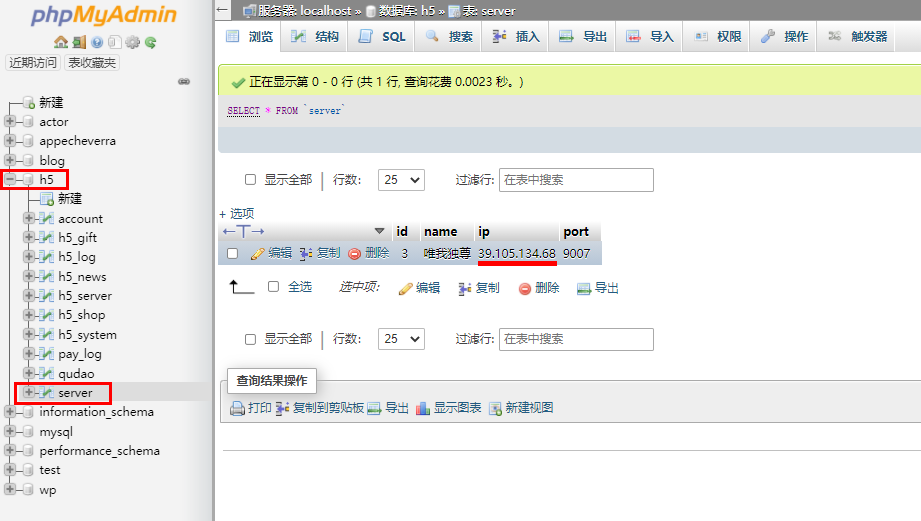 phpMyAdmin
近期访问 表收藏夹
新建
actor
appecheverra
blog
h5
新建
account
h5_gift
h5_log
h5_news
h5_server
h5_shop
h5_system
pay_log
qudao
server
information_schema
mysql
performance_schema
test
wp
服务器: localhost » 数据库: h5 » 表: server
浏览 结构 SQL 搜索 插入 导出 导入 权限 操作 触发器
正在显示第 0 - 0 行 (共 1 行, 查询花费 0.0023 秒。)
SELECT * FROM `server`
显示全部 行数: 25 过滤行: 在表中搜索
+ 选项
←T→ id name ip port
编辑 复制 删除 3 唯我独尊 39.105.134.68 9007
全选 选中项: 编辑 复制 删除 导出
显示全部 行数: 25 过滤行: 在表中搜索
查询结果操作
打印 复制到剪贴板 导出 显示图表 新建视图